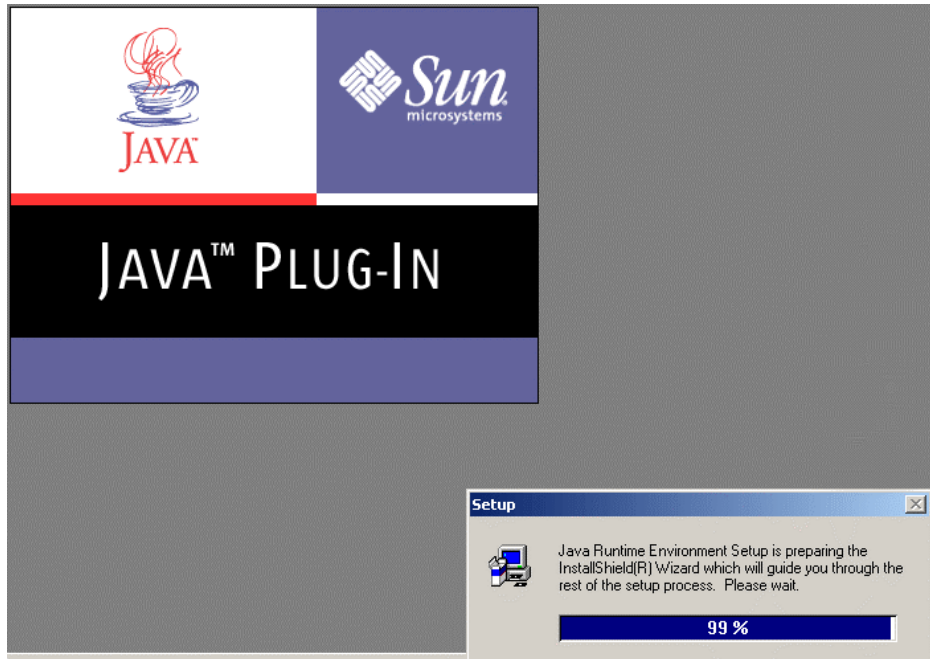 JAVA™
Sun
microsystems
JAVA™ PLUG-IN
Setup
Java Runtime Environment Setup is preparing the
InstallShield(R) Wizard which will guide you through the
rest of the setup process.  Please wait.
99 %